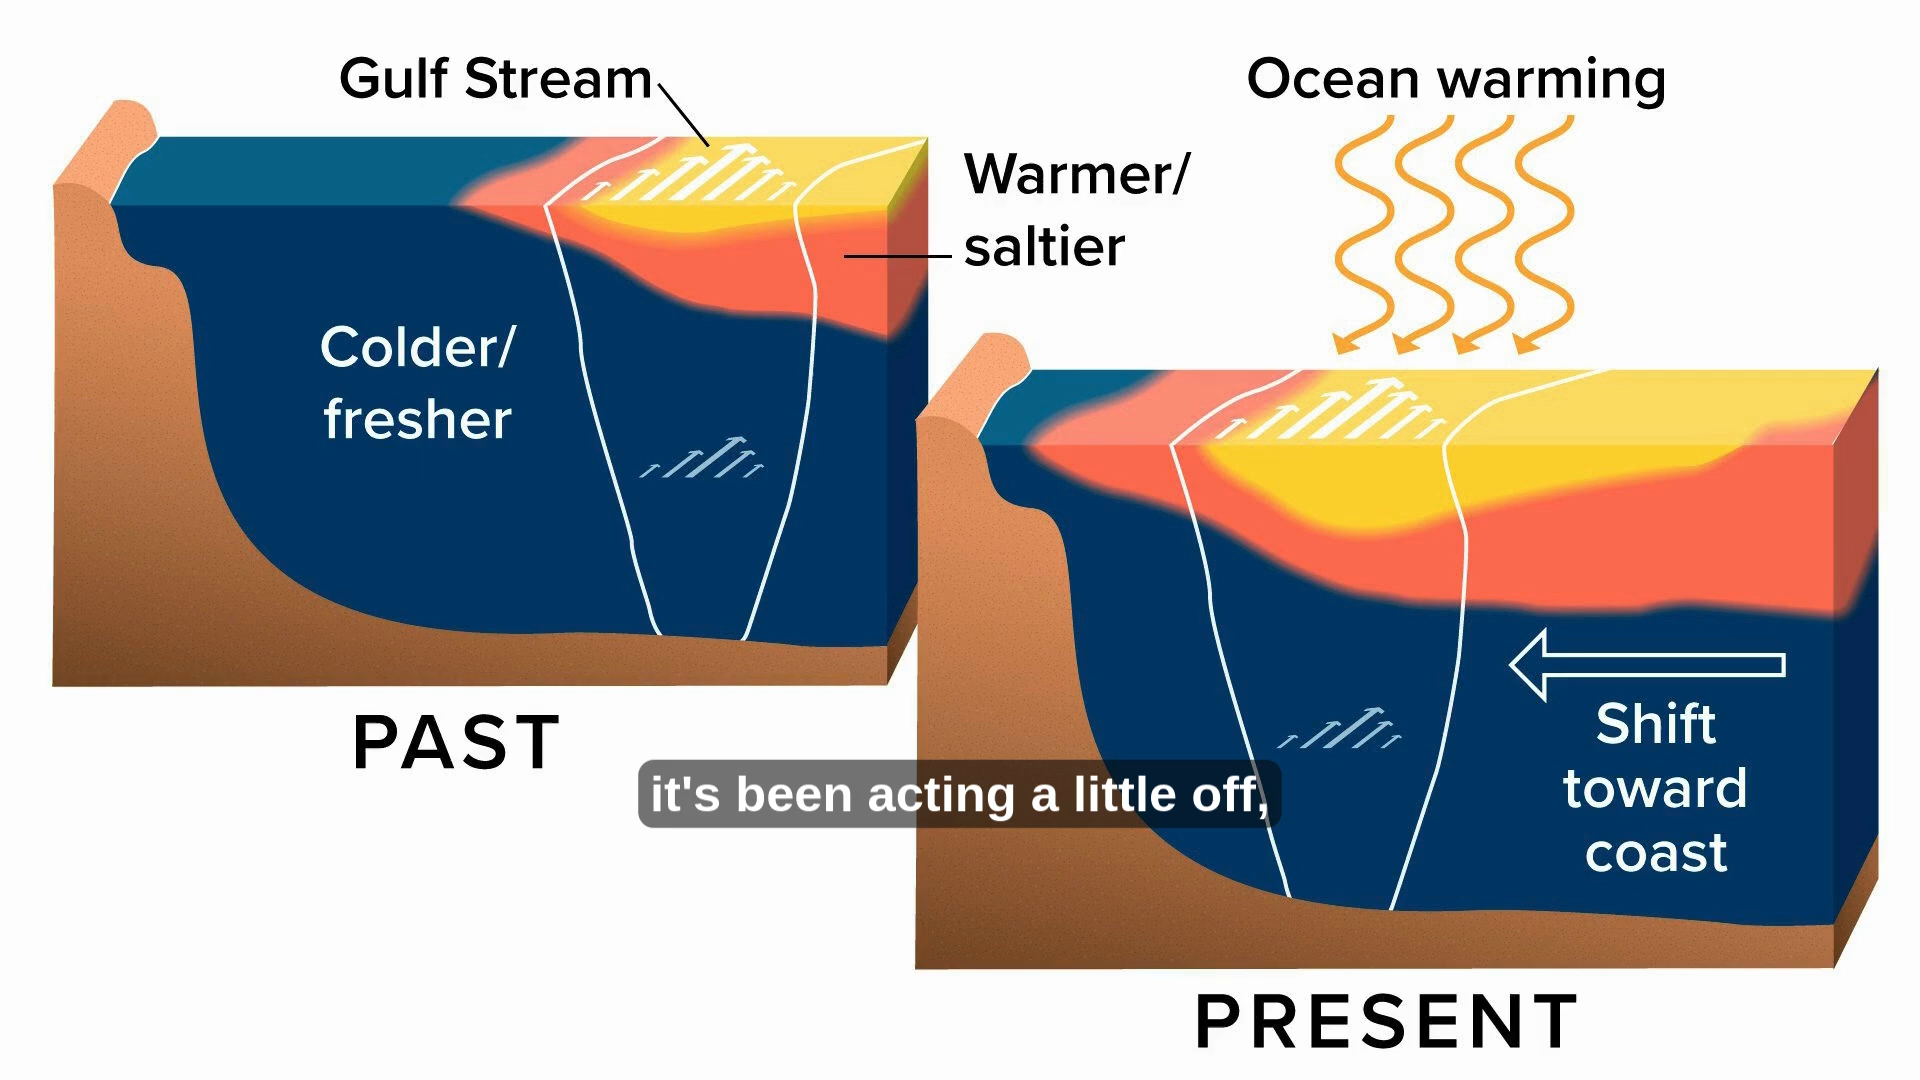 Gulf Stream
Warmer/
saltier
Colder/
fresher
PAST
Ocean warming
Shift
toward
coast
PRESENT
it's been acting a little off,